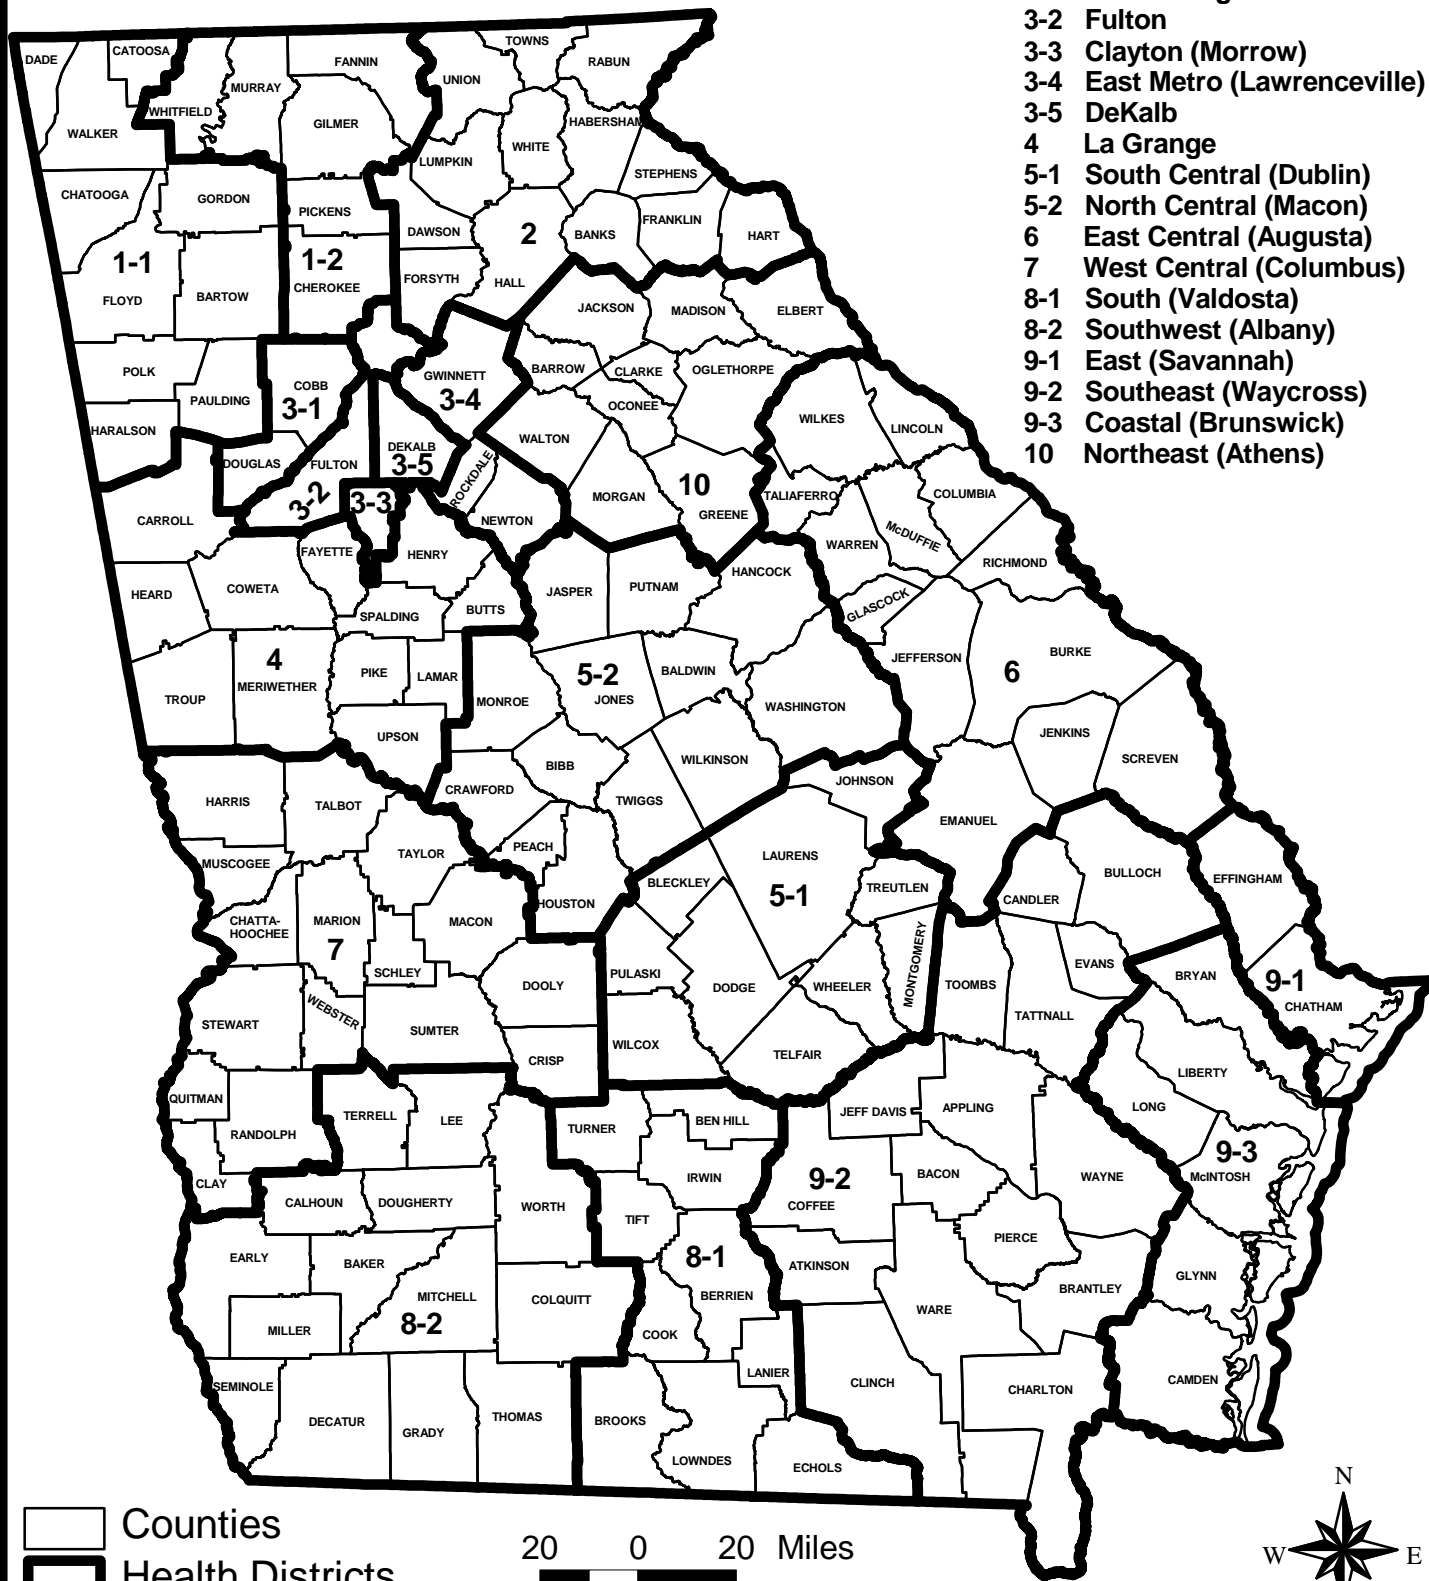 3-2 Fulton
3-3 Clayton (Morrow)
3-4 East Metro (Lawrenceville)
3-5 DeKalb
4 La Grange
5-1 South Central (Dublin)
5-2 North Central (Macon)
6 East Central (Augusta)
7 West Central (Columbus)
8-1 South (Valdosta)
8-2 Southwest (Albany)
9-1 East (Savannah)
9-2 Southeast (Waycross)
9-3 Coastal (Brunswick)
10 Northeast (Athens)
DADE
CATOOSA
FANNIN
TOWNS
UNION
RABUN
WALKER
WHITFIELD
MURRAY
GILMER
LUMPKIN
WHITE
HABERSHAM
STEPHENS
CHATOOGA
GORDON
PICKENS
DAWSON
2
BANKS
FRANKLIN
HART
1-1
FLOYD
BARTOW
1-2
CHEROKEE
FORSYTH
HALL
JACKSON
MADISON
ELBERT
POLK
PAULDING
COBB
3-1
GWINNETT
3-4
BARROW
CLARKE
OCONEE
OGLETHORPE
WILKES
LINCOLN
HARALSON
DOUGLAS
FULTON
3-2
DEKALB
3-5
ROCKDALE
WALTON
MORGAN
10
GREENE
TALIAFERRO
COLUMBIA
CARROLL
3-3
NEWTON
McDUFFIE
WARREN
RICHMOND
FAYETTE
HENRY
HEARD
COWETA
SPALDING
BUTTS
JASPER
PUTNAM
HANCOCK
GLASCOCK
TROUP
4
MERIWETHER
PIKE
LAMAR
MONROE
5-2
JONES
BALDWIN
WASHINGTON
JEFFERSON
6
BURKE
UPSON
BIBB
WILKINSON
JENKINS
SCREVEN
HARRIS
TALBOT
CRAWFORD
TWIGGS
JOHNSON
EMANUEL
MUSCOGEE
TAYLOR
PEACH
HOUSTON
BLECKLEY
LAURENS
5-1
TREUTLEN
CANDLER
BULLOCH
EFFINGHAM
CHATTA-
HOOCHEE
MARION
7
MACON
SCHLEY
DOOLY
PULASKI
DODGE
WHEELER
MONTGOMERY
TOOMBS
EVANS
TATTNALL
BRYAN
9-1
CHATHAM
STEWART
WEBSTER
SUMTER
CRISP
WILCOX
TELFAIR
LIBERTY
LONG
QUITMAN
RANDOLPH
TERRELL
LEE
TURNER
BEN HILL
JEFF DAVIS
APPLING
CLAY
CALHOUN
DOUGHERTY
WORTH
IRWIN
TIFT
9-2
COFFEE
BACON
WAYNE
9-3
McINTOSH
EARLY
BAKER
MITCHELL
8-2
8-1
BERRIEN
ATKINSON
PIERCE
BRANTLEY
GLYNN
MILLER
COLQUITT
COOK
WARE
SEMINOLE
DECATUR
GRADY
THOMAS
BROOKS
LANIER
CLINCH
CHARLTON
CAMDEN
LOWNDES
ECHOLS
Counties
Health Districts
20 0 20 Miles
N
W
E